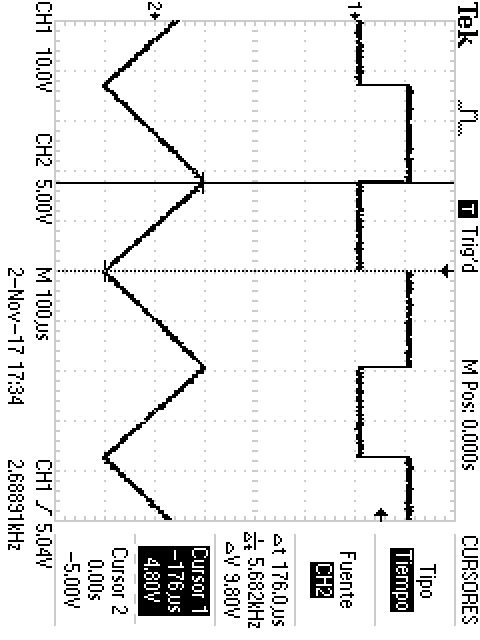 Tek T Trig'd M Pos: 0.000s CURSORES
Tipo
Tiempo
1
Fuente
CH2
△t 176.0µs
1/△t 5.682kHz
△V 9.80V
Cursor 1
-176µs
4.80V
2
Cursor 2
0.00s
-5.00V
CH1 10.0V CH2 5.00V M 100µs CH1 / 5.04V
2-Nov-17 17:34 2.68891kHz